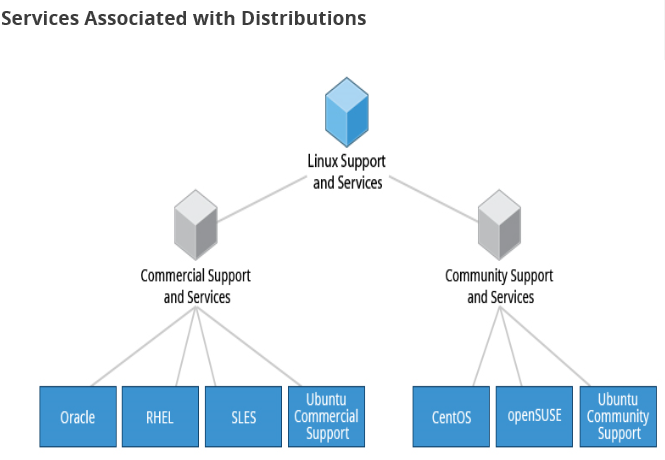 Services Associated with Distributions
Linux Support
and Services
Commercial Support
and Services
Community Support
and Services
Oracle
RHEL
SLES
Ubuntu
Commercial
Support
CentOS
openSUSE
Ubuntu
Community
Support